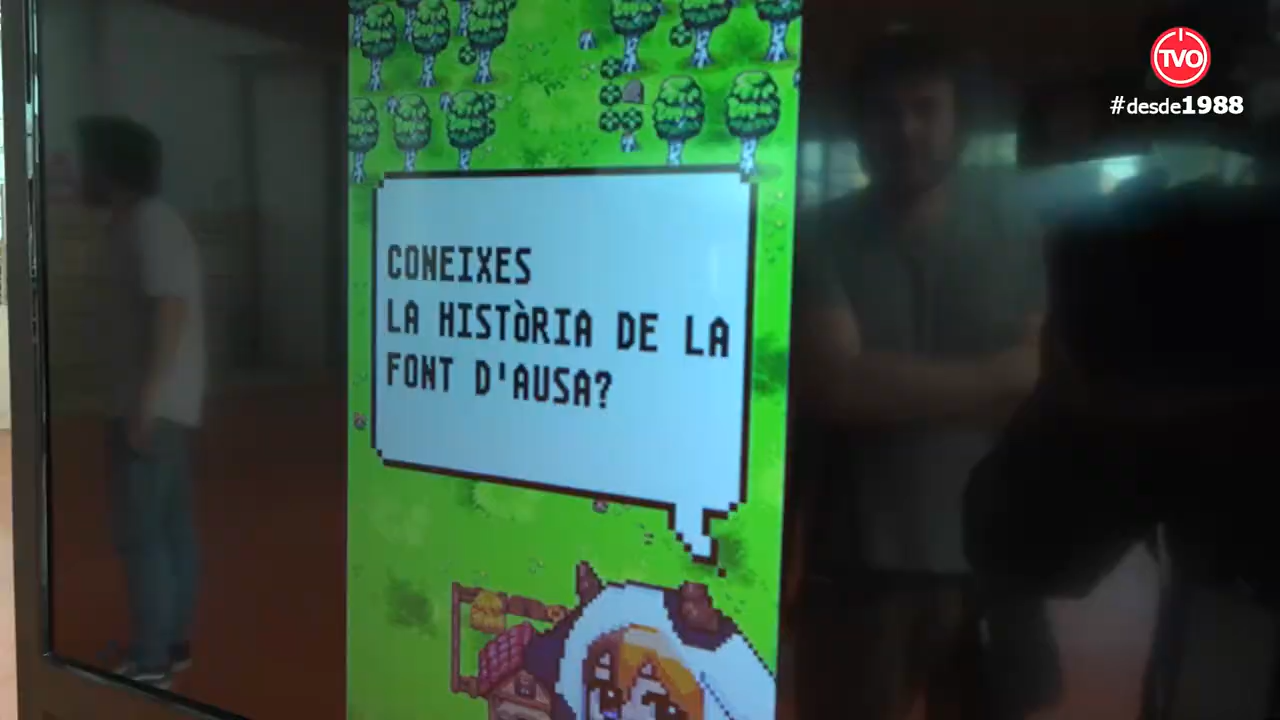 TVO
#desde1988
CONEIXES
LA HISTÒRIA DE LA
FONT D'AUSA?